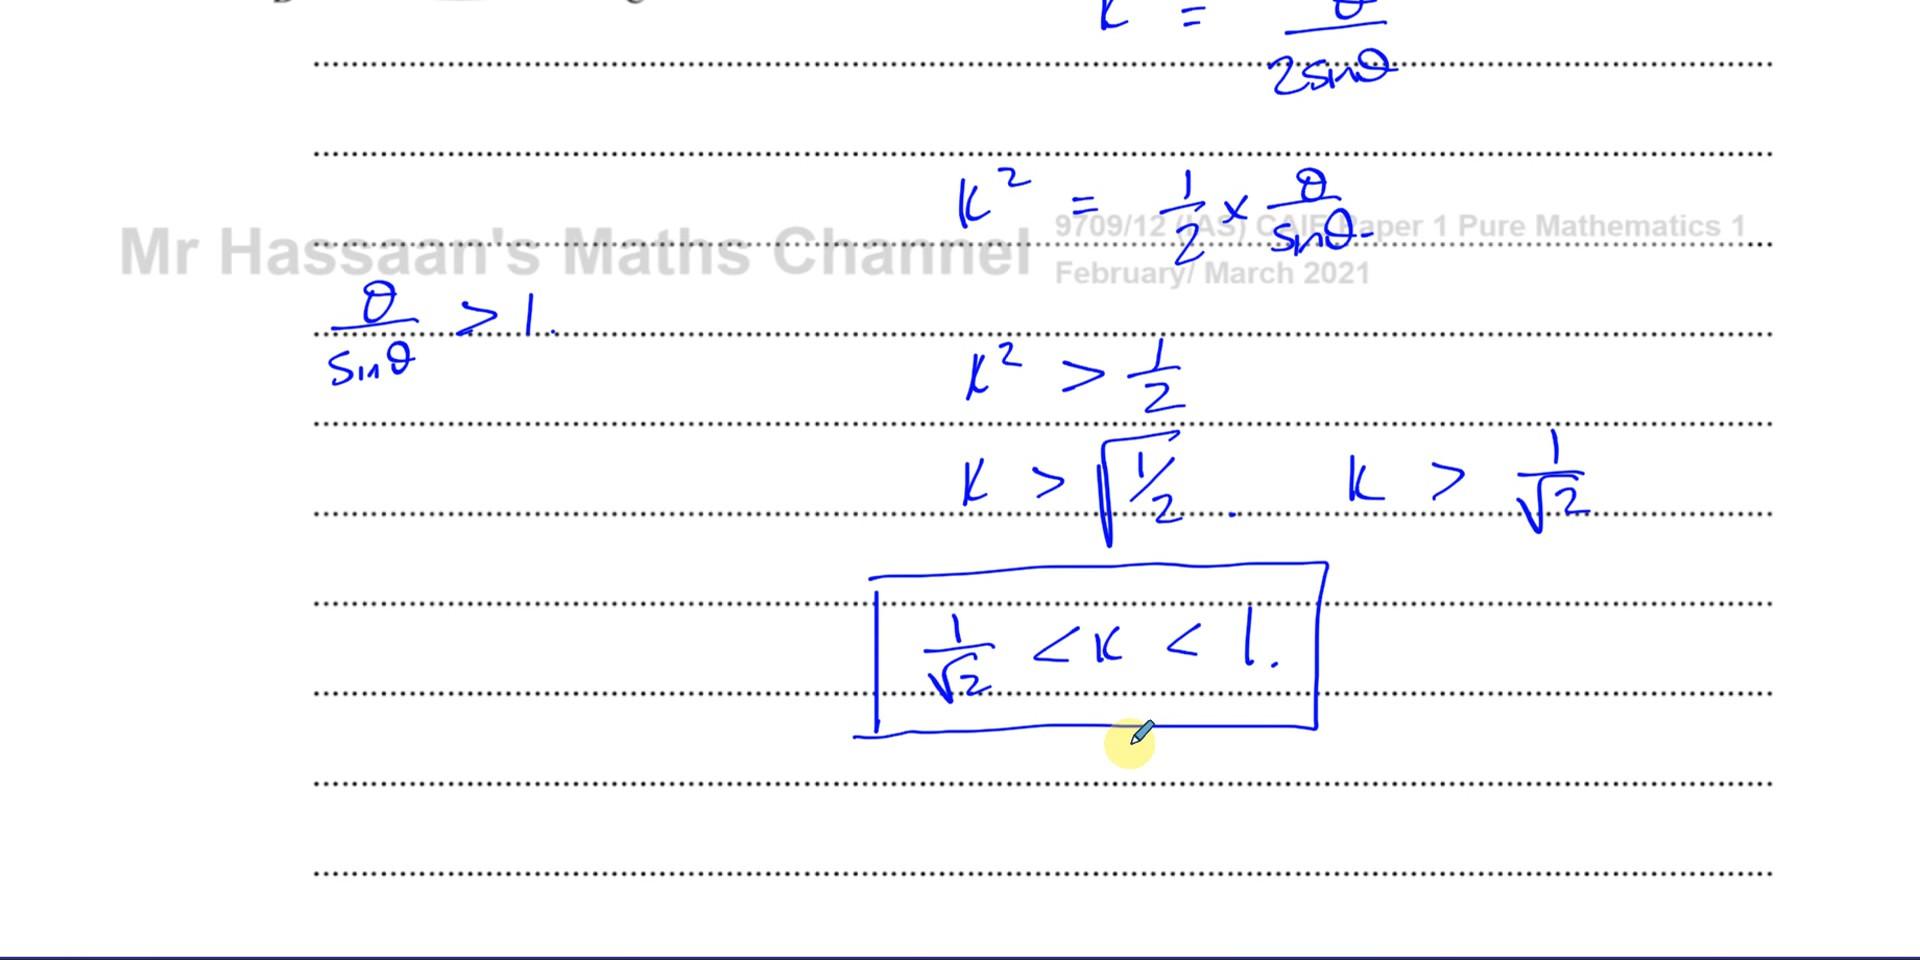 k = θ / 2sinθ
k² = 1/2 × θ/sinθ
Mr Hassaan's Maths Channel
9709/12 (AS) CAIE Paper 1 Pure Mathematics 1
February/ March 2021
θ/sinθ > 1.
k² > 1/2
k > √1/2 . k > 1/√2
1/√2 < k < 1.